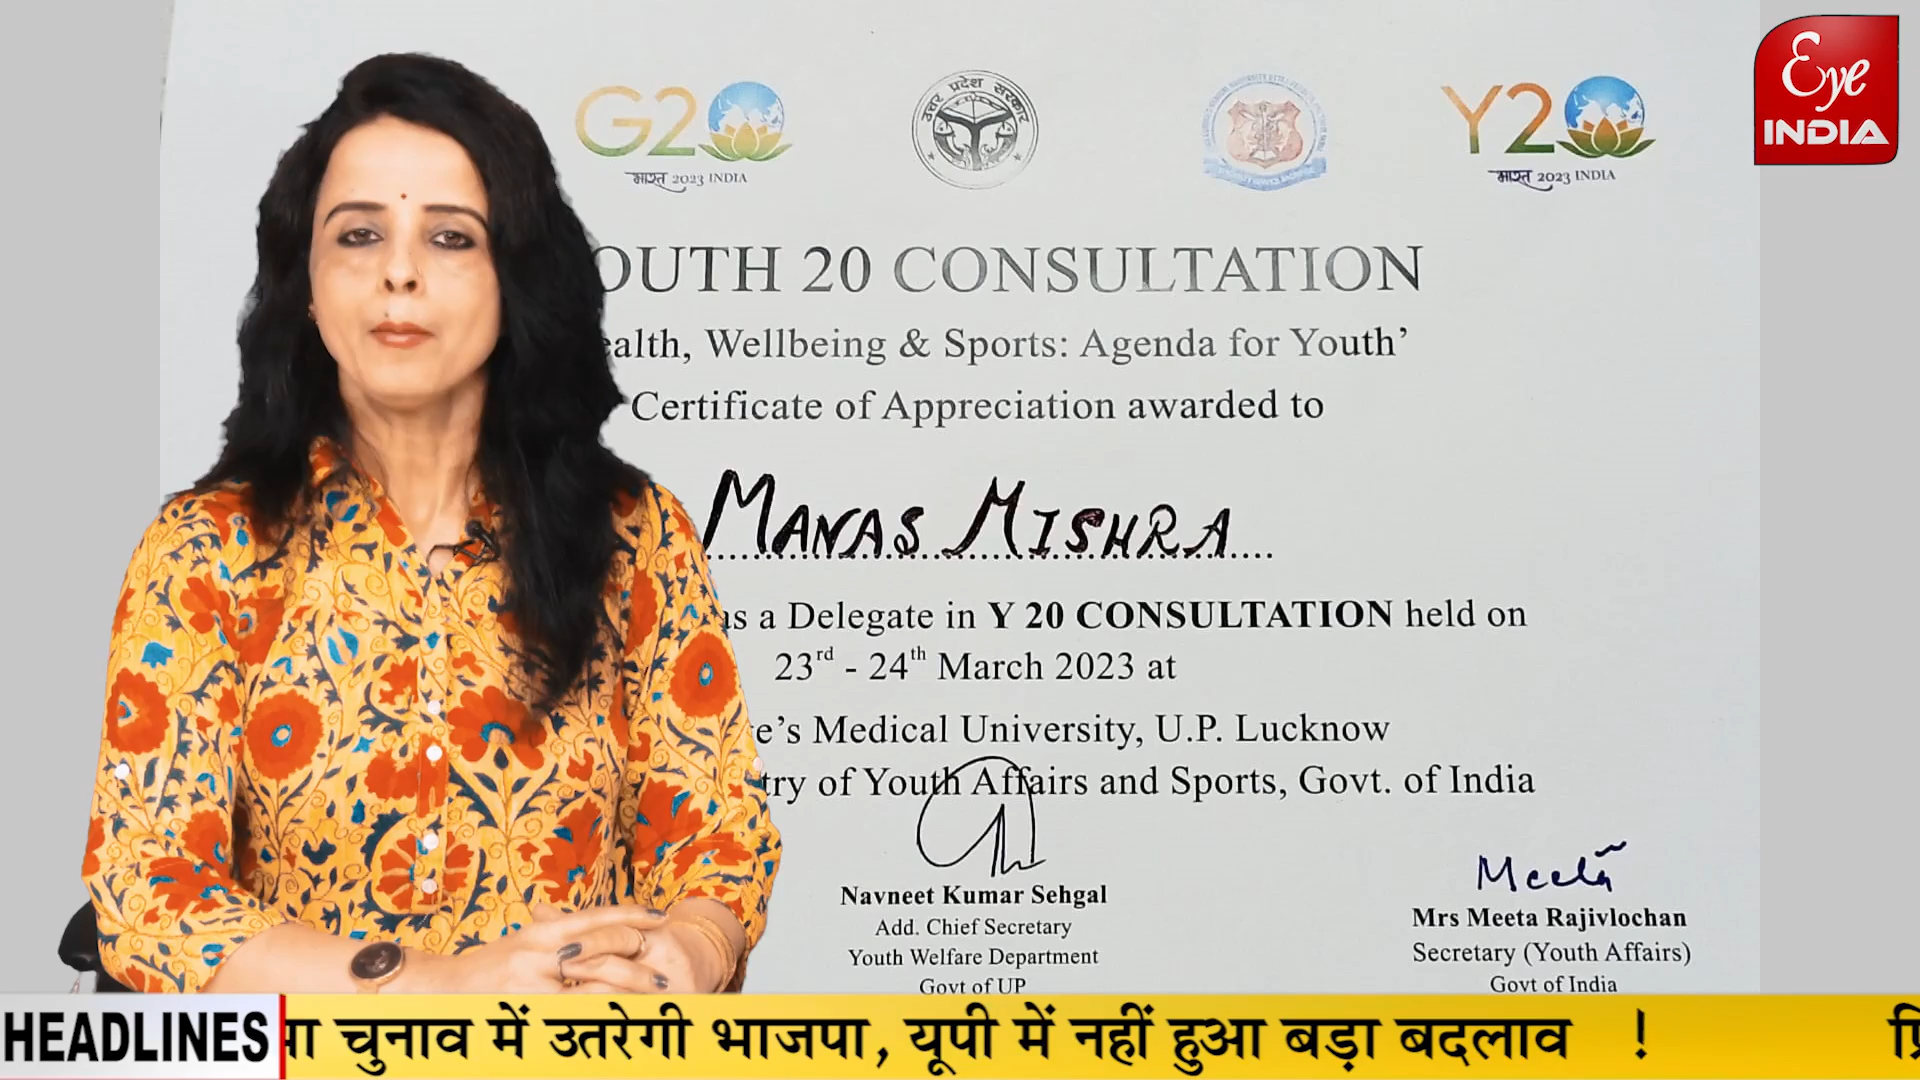 G20
भारत 2023 INDIA
उत्तर प्रदेश सरकार
Y20
भारत 2023 INDIA
Eye
INDIA
OUTH 20 CONSULTATION
ealth, Wellbeing & Sports: Agenda for Youth’
Certificate of Appreciation awarded to
MANAS MISHRA
as a Delegate in Y 20 CONSULTATION held on
23rd - 24th March 2023 at
e’s Medical University, U.P. Lucknow
try of Youth Affairs and Sports, Govt. of India
Meeta
Navneet Kumar Sehgal
Add. Chief Secretary
Youth Welfare Department
Govt of UP
Mrs Meeta Rajivlochan
Secretary (Youth Affairs)
Govt of India
HEADLINES
चुनाव में उतरेगी भाजपा, यूपी में नहीं हुआ बड़ा बदलाव !